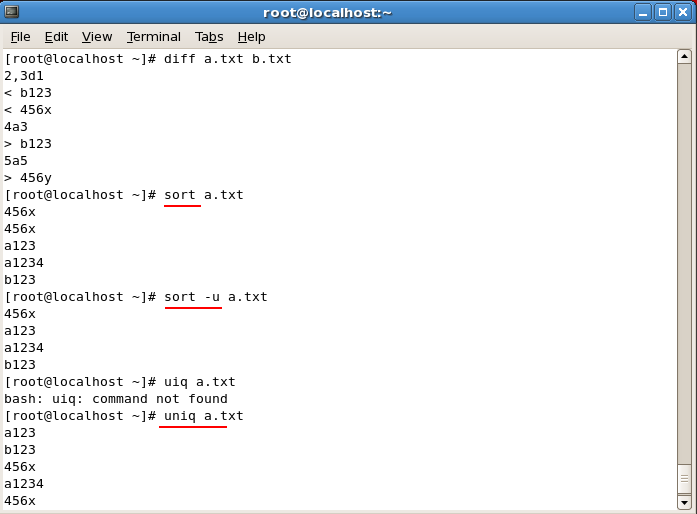 root@localhost:~
File Edit View Terminal Tabs Help
[root@localhost ~]# diff a.txt b.txt
2,3d1
< b123
< 456x
4a3
> b123
5a5
> 456y
[root@localhost ~]# sort a.txt
456x
456x
a123
a1234
b123
[root@localhost ~]# sort -u a.txt
456x
a123
a1234
b123
[root@localhost ~]# uiq a.txt
bash: uiq: command not found
[root@localhost ~]# uniq a.txt
a123
b123
456x
a1234
456x